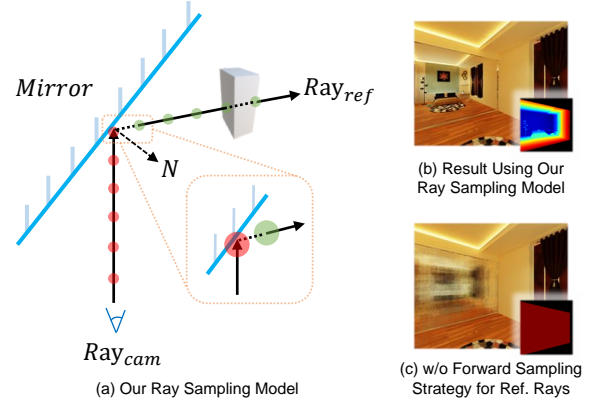 Mirror
Ray_ref
N
Ray_cam
(a) Our Ray Sampling Model
(b) Result Using Our
Ray Sampling Model
(c) w/o Forward Sampling
Strategy for Ref. Rays